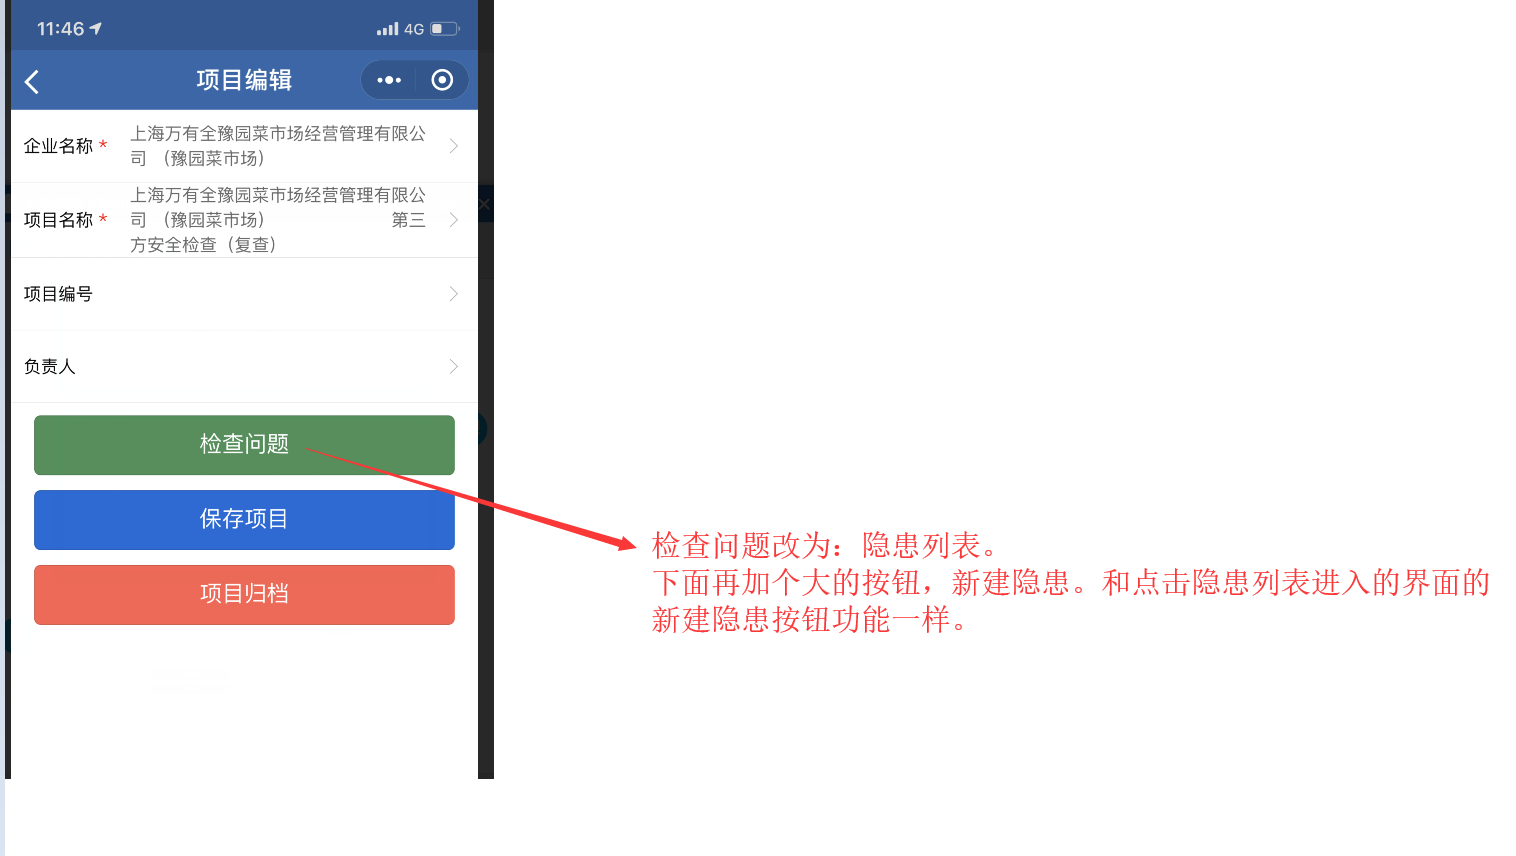 11:46
4G
项目编辑
企业名称 *
上海万有全豫园菜市场经营管理有限公
司 （豫园菜市场）
项目名称 *
上海万有全豫园菜市场经营管理有限公
司 （豫园菜市场） 第三
方安全检查（复查）
项目编号
负责人
检查问题
保存项目
项目归档
检查问题改为：隐患列表。
下面再加个大的按钮，新建隐患。和点击隐患列表进入的界面的
新建隐患按钮功能一样。